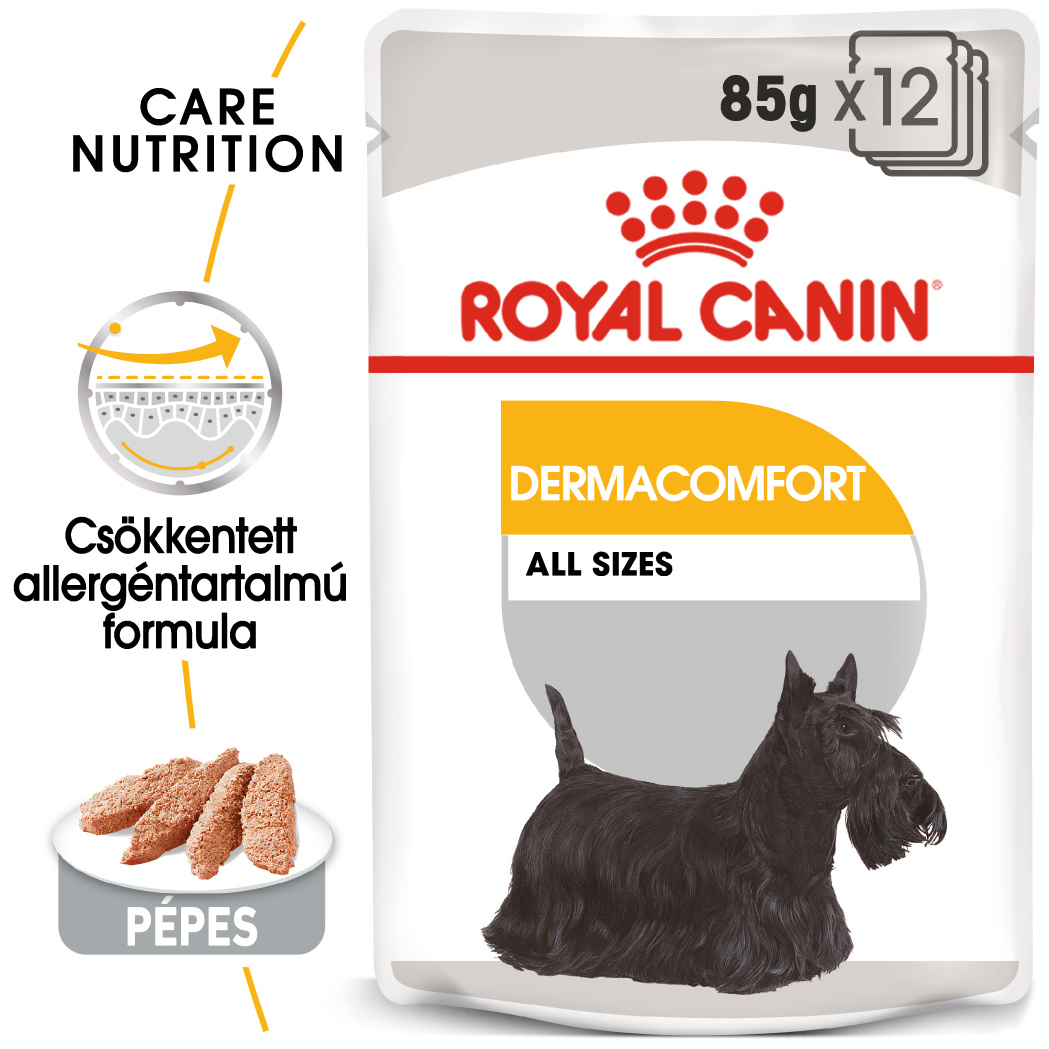 CARE
NUTRITION
Csökkentett
allergéntartalmú
formula
PÉPES
85g x12
ROYAL CANIN®
DERMACOMFORT
ALL SIZES